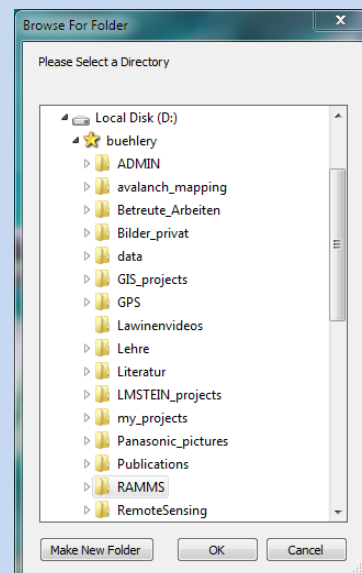 Browse For Folder
x
Please Select a Directory
Local Disk (D:)
buehlery
ADMIN
avalanch_mapping
Betreute_Arbeiten
Bilder_privat
data
GIS_projects
GPS
Lawinenvideos
Lehre
Literatur
LMSTEIN_projects
my_projects
Panasonic_pictures
Publications
RAMMS
RemoteSensing
Make New Folder
OK
Cancel